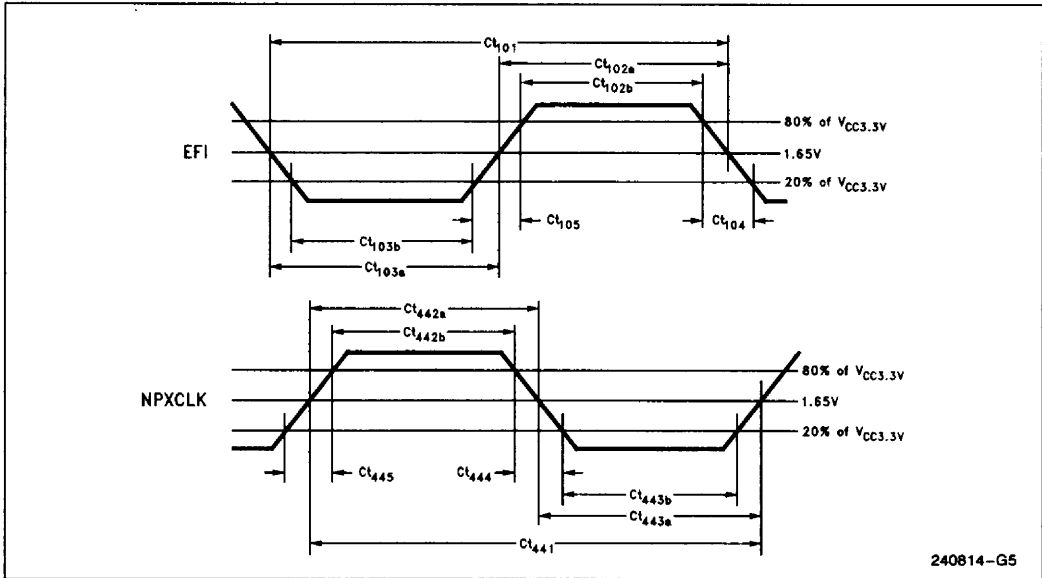 Ct101
Ct102a
Ct102b
80% of VCC3.3V
EFI
1.65V
20% of VCC3.3V
Ct105
Ct104
Ct103b
Ct103a
Ct442a
Ct442b
80% of VCC3.3V
NPXCLK
1.65V
20% of VCC3.3V
Ct445
Ct444
Ct443b
Ct443a
Ct441
240814-G5